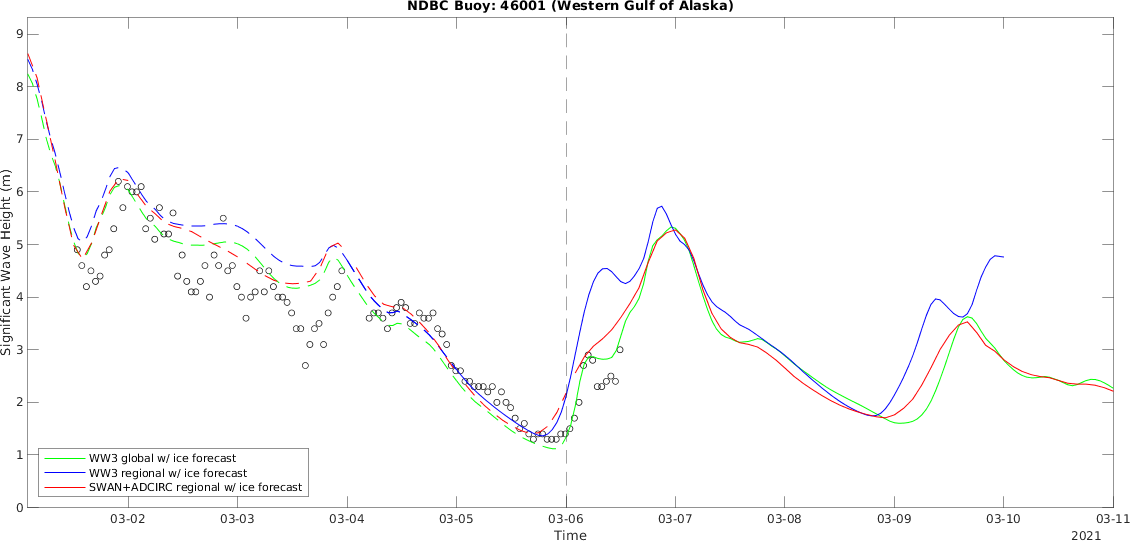 NDBC Buoy: 46001 (Western Gulf of Alaska)
Significant Wave Height (m)
9
8
7
6
5
4
3
2
1
0
WW3 global w/ ice forecast
WW3 regional w/ ice forecast
SWAN+ADCIRC regional w/ ice forecast
03-02 03-03 03-04 03-05 03-06 03-07 03-08 03-09 03-10 03-11
Time
2021